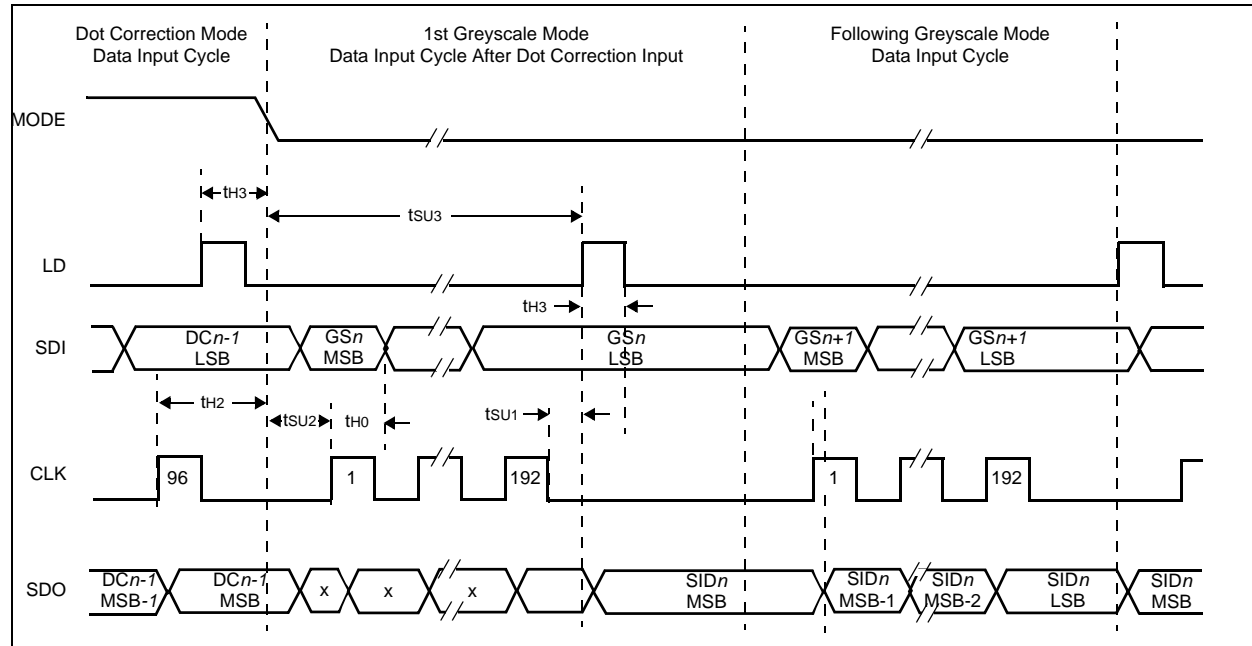 Dot Correction Mode
Data Input Cycle
1st Greyscale Mode
Data Input Cycle After Dot Correction Input
Following Greyscale Mode
Data Input Cycle
MODE
tH3
tSU3
LD
tH3
SDI
DCn-1
LSB
GSn
MSB
GSn
LSB
GSn+1
MSB
GSn+1
LSB
tH2
tSU2
tH0
tSU1
CLK
96
1
192
1
192
SDO
DCn-1
MSB-1
DCn-1
MSB
x
x
x
SIDn
MSB
SIDn
MSB-1
SIDn
MSB-2
SIDn
LSB
SIDn
MSB